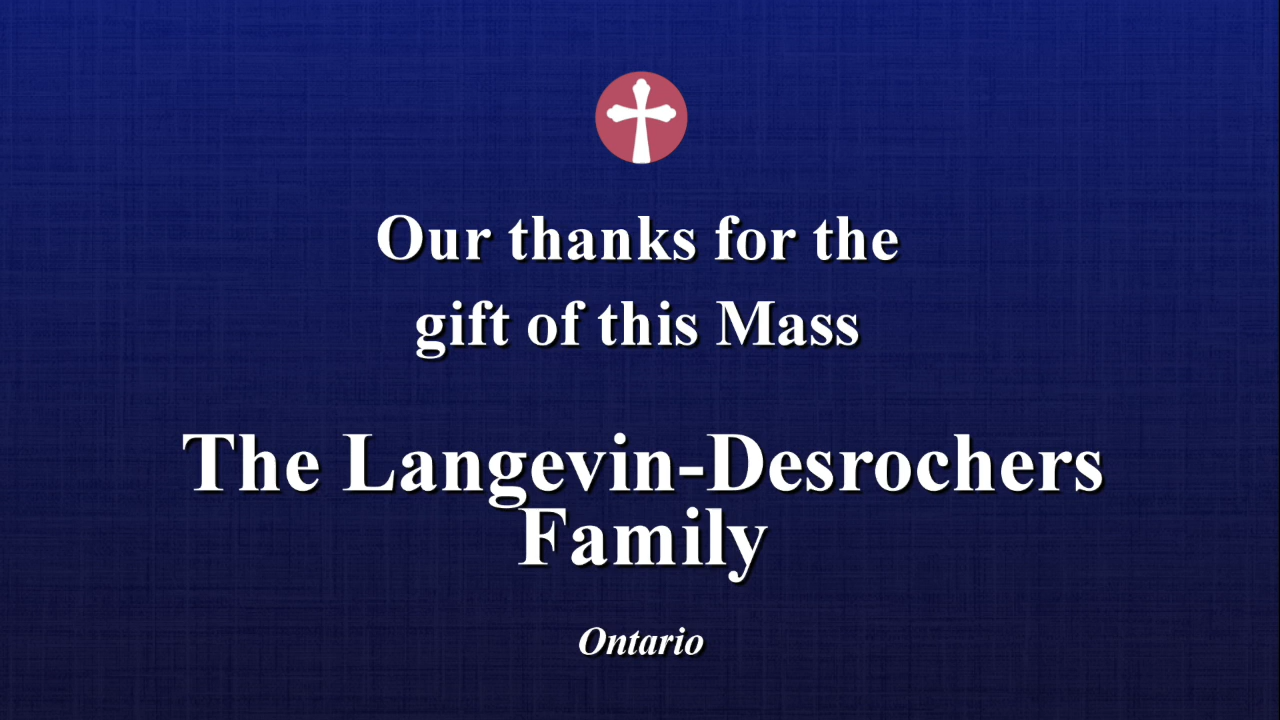 Our thanks for the
gift of this Mass
The Langevin-Desrochers
Family
Ontario